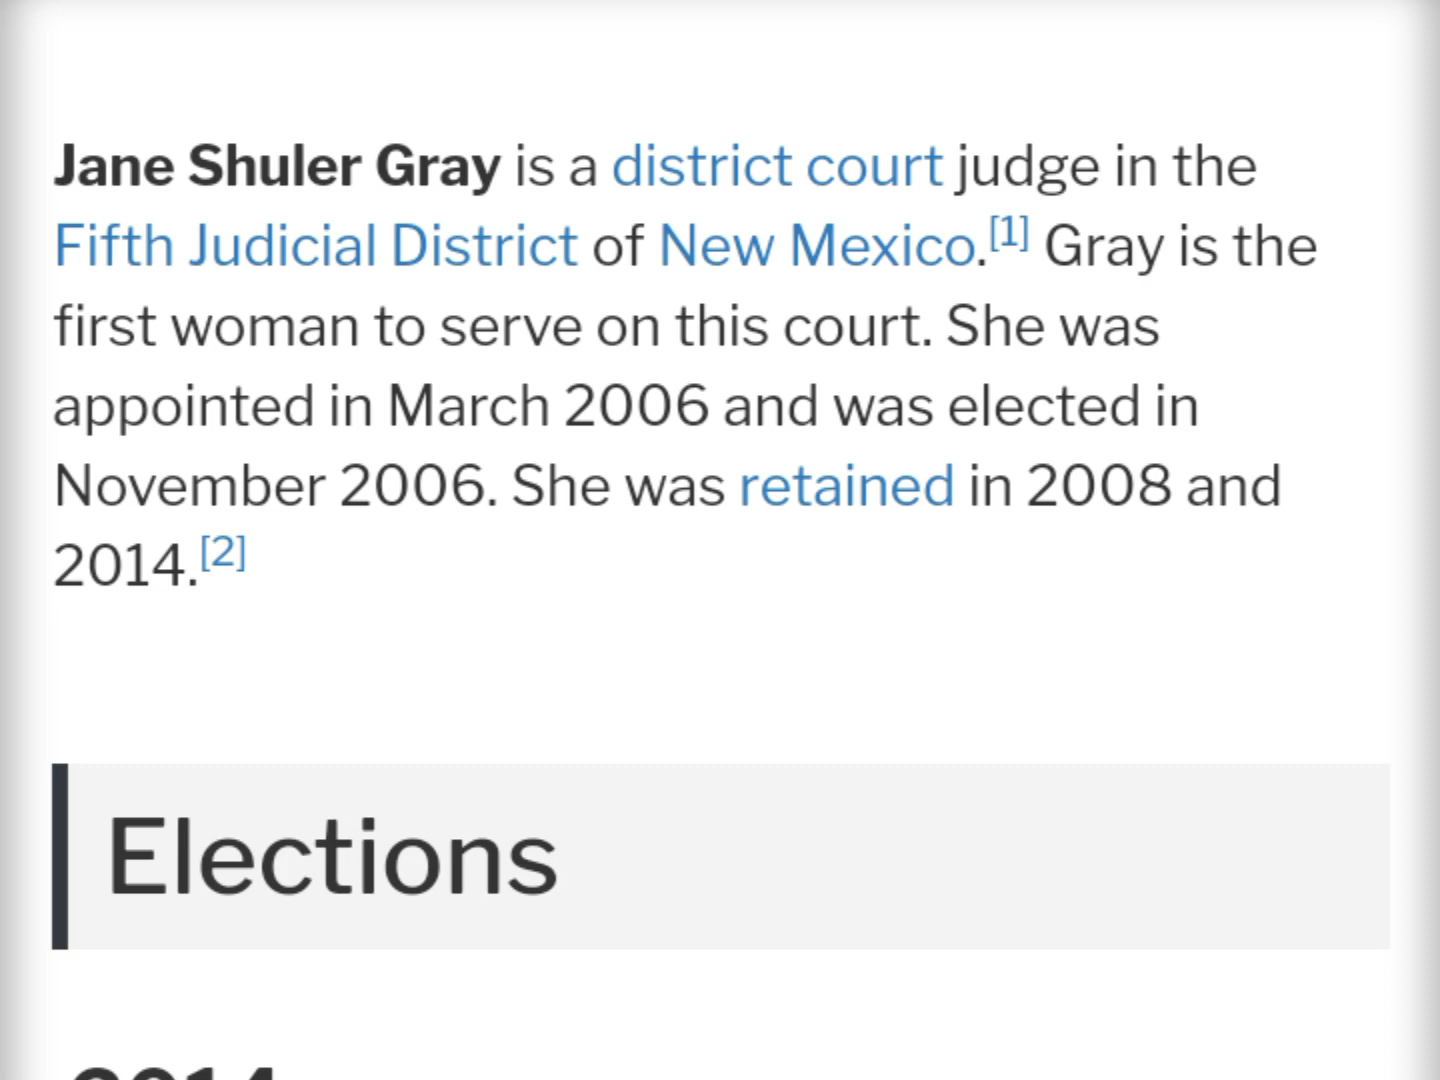 Jane Shuler Gray is a district court judge in the
Fifth Judicial District of New Mexico.[1] Gray is the
first woman to serve on this court. She was
appointed in March 2006 and was elected in
November 2006. She was retained in 2008 and
2014.[2]
Elections
2014